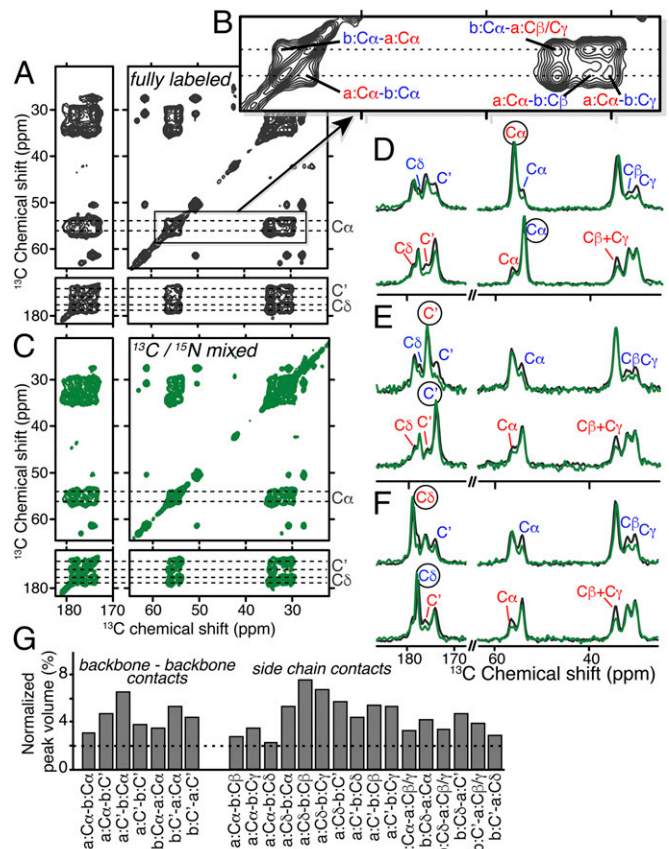 B
b:Cα-a:Cα
b:Cα-a:Cβ/Cγ
a:Cα-b:Cα
a:Cα-b:Cβ
a:Cα-b:Cγ
A
fully labeled
30
40
50
60
180
¹³C Chemical shift (ppm)
Cα
C'
Cδ
C
¹³C / ¹⁵N mixed
30
40
50
60
180
¹³C Chemical shift (ppm)
Cα
C'
Cδ
180
170
60
50
40
30
¹³C chemical shift (ppm)
D
Cδ
C'
Cα
Cα
Cβ
Cγ
Cδ
C'
Cα
Cα
Cβ+Cγ
E
C'
Cδ
C'
Cα
CβCγ
C'
Cδ
C'
Cα
Cβ+Cγ
F
Cδ
C'
Cα
CβCγ
Cδ
C'
Cα
Cβ+Cγ
180
170
60
40
¹³C Chemical shift (ppm)
G
Normalized
peak volume (%)
8
4
0
backbone - backbone
contacts
side chain contacts
a:Cα-b:Cα
a:Cα-b:C'
a:C'-b:Cα
a:C'-b:C'
b:Cα-a:Cα
b:C'-a:Cα
b:C'-a:C'
a:Cα-b:Cβ
a:Cα-b:Cγ
a:Cα-b:Cδ
a:Cδ-b:Cα
a:Cδ-b:Cβ
a:Cδ-b:Cγ
a:Cδ-b:C'
a:C'-b:Cδ
a:C'-b:Cβ
a:C'-b:Cγ
b:Cα-a:Cβ/γ
b:Cδ-a:Cα
b:Cδ-a:Cβ/γ
b:Cδ-a:C'
b:C'-a:Cβ/γ
b:C'-a:Cδ